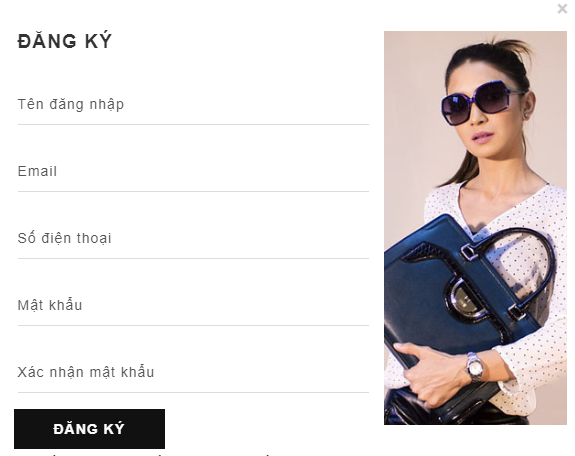 ×
ĐĂNG KÝ
Tên đăng nhập
Email
Số điện thoại
Mật khẩu
Xác nhận mật khẩu
ĐĂNG KÝ